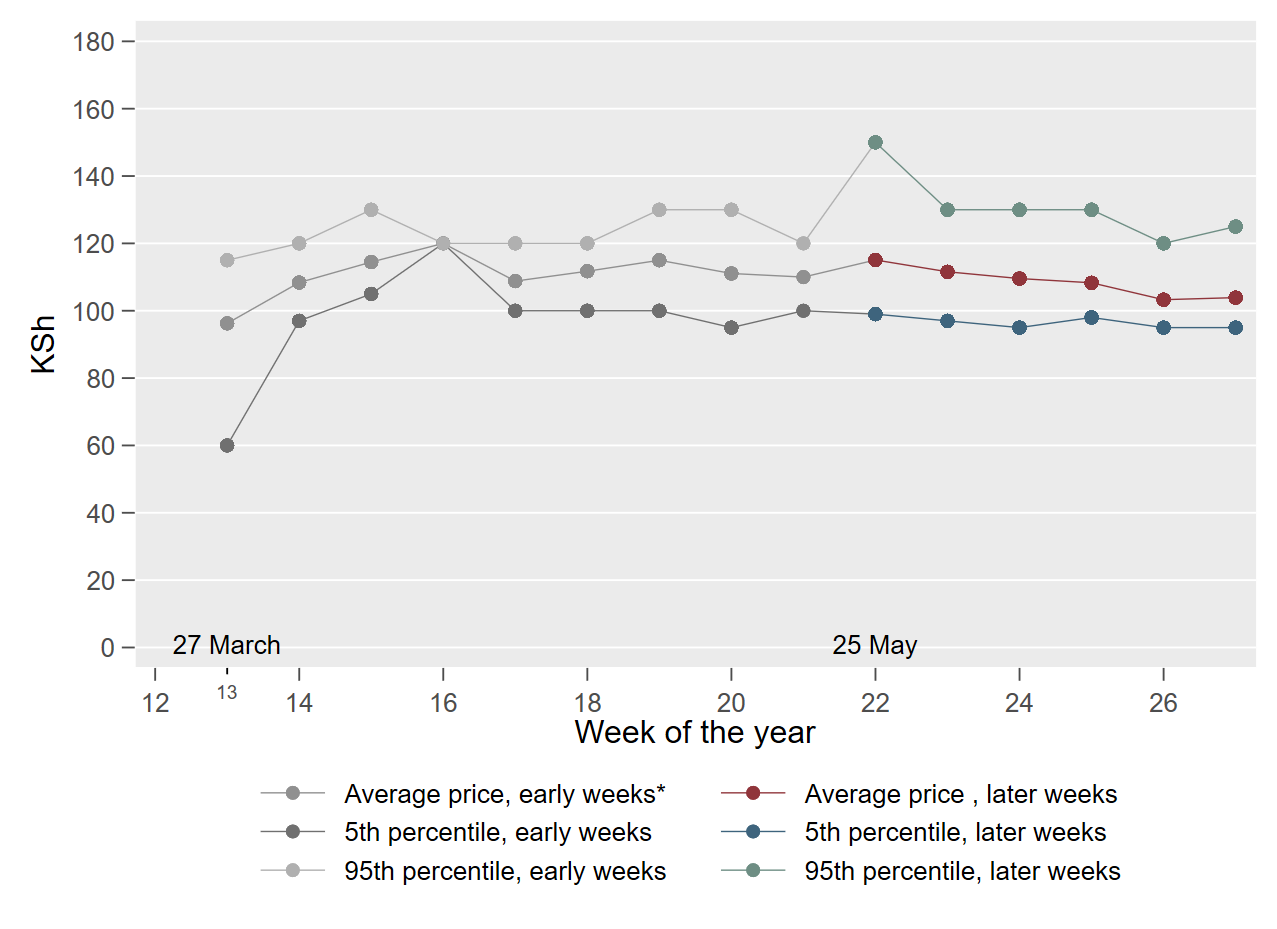 180
160
140
120
100
80
60
40
20
0
KSh
27 March
25 May
12 13 14 16 18 20 22 24 26
Week of the year
Average price, early weeks*
Average price , later weeks
5th percentile, early weeks
5th percentile, later weeks
95th percentile, early weeks
95th percentile, later weeks